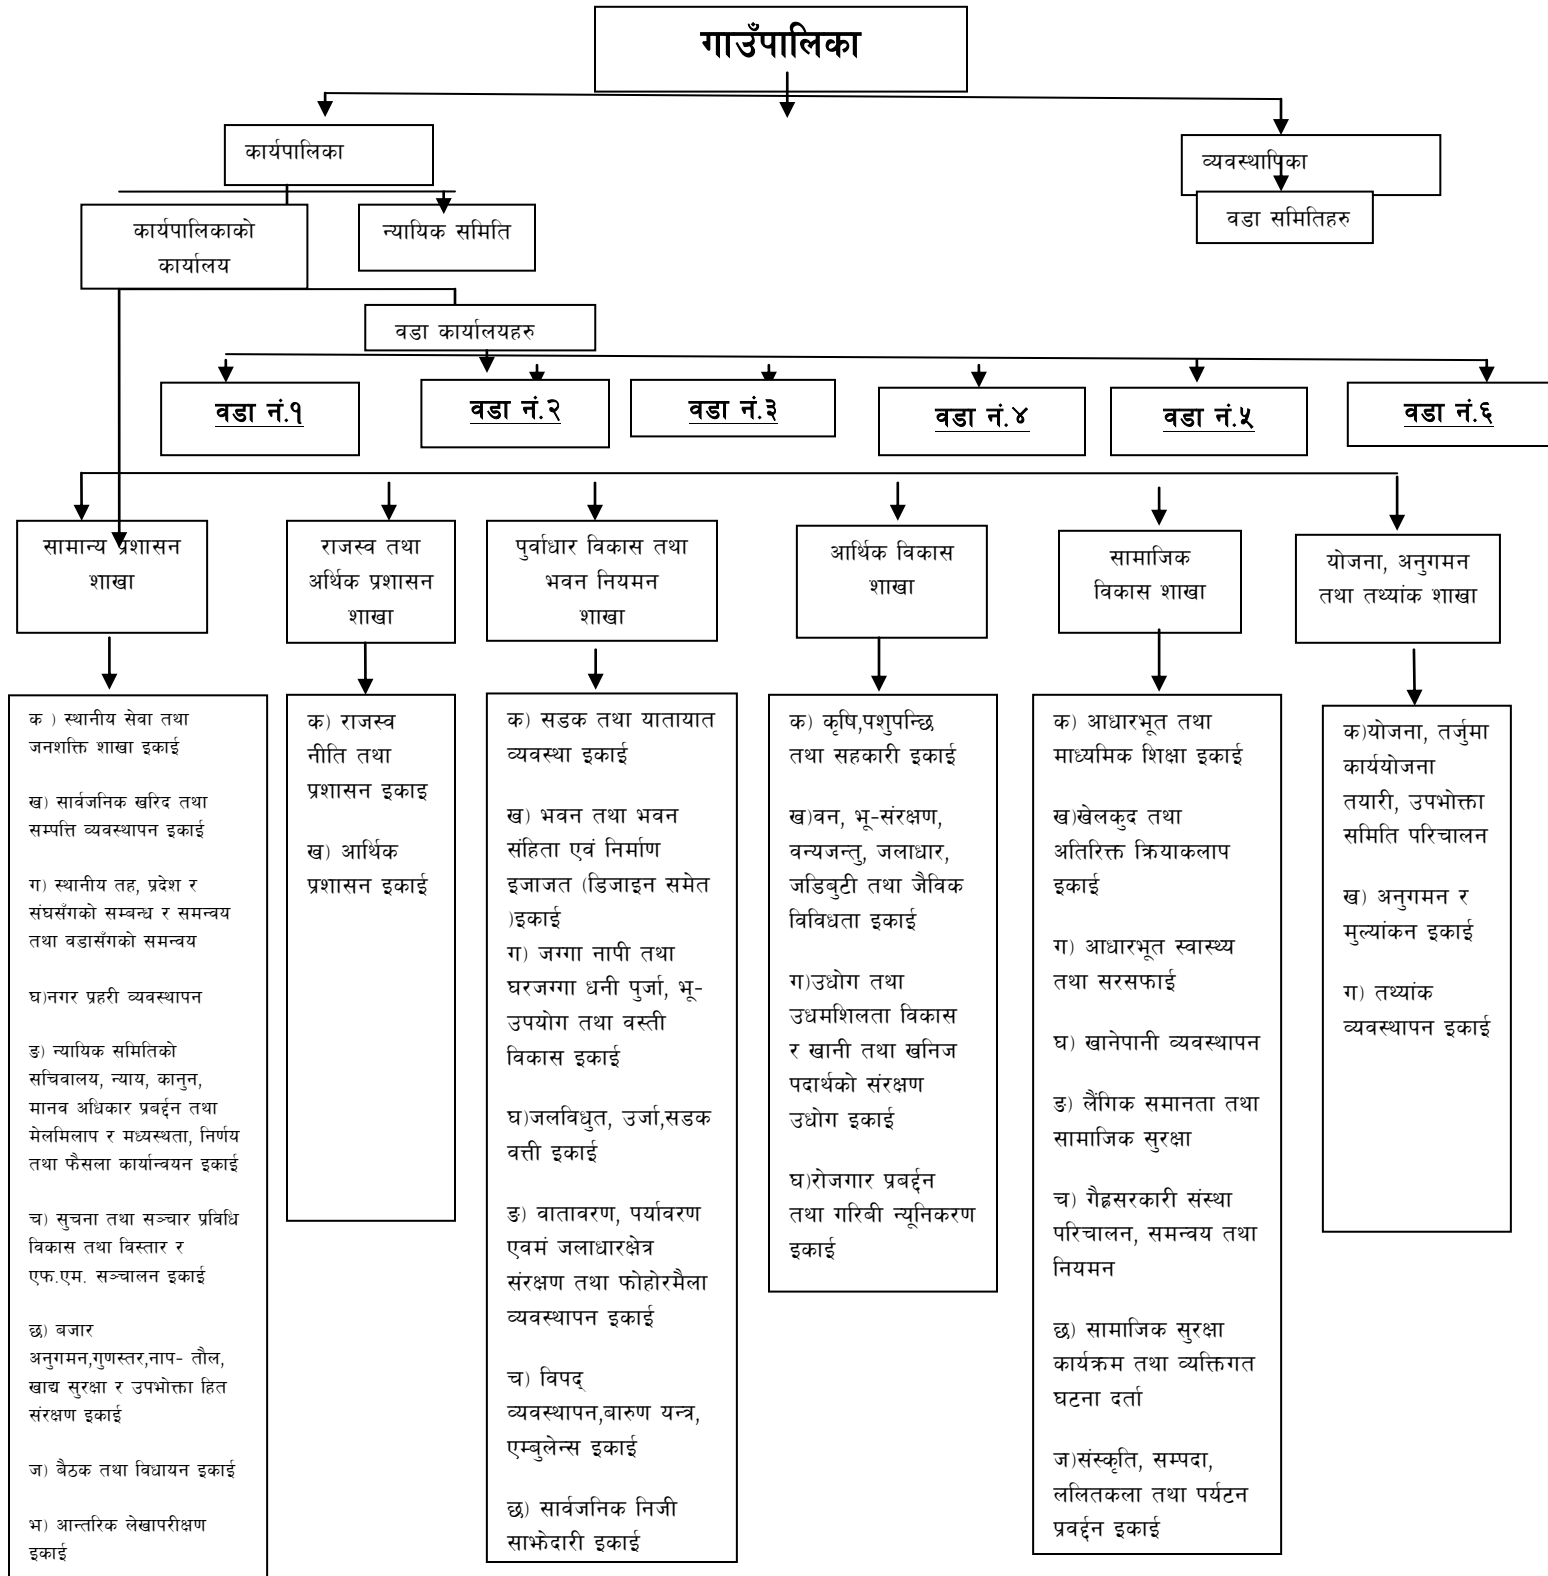 गाउँपालिका
कार्यपालिका
व्यवस्थापिका
कार्यपालिकाको
कार्यालय
न्यायिक समिति
वडा समितिहरु
वडा कार्यालयहरु
वडा नं.१
वडा नं.२
वडा नं.३
वडा नं.४
वडा नं.५
वडा नं.६
सामान्य प्रशासन
शाखा
राजस्व तथा
अर्थिक प्रशासन
शाखा
पुर्वाधार विकास तथा
भवन नियमन
शाखा
आर्थिक विकास
शाखा
सामाजिक
विकास शाखा
योजना, अनुगमन
तथा तथ्यांक शाखा
क ) स्थानीय सेवा तथा
जनशक्ति शाखा इकाई
ख) सार्वजनिक खरिद तथा
सम्पत्ति व्यवस्थापन इकाई
ग) स्थानीय तह, प्रदेश र
संघसँगको सम्बन्ध र समन्वय
तथा वडासँगको समन्वय
घ)नगर प्रहरी व्यवस्थापन
ङ) न्यायिक समितिको
सचिवालय, न्याय, कानुन,
मानव अधिकार प्रबर्द्दन तथा
मेलमिलाप र मध्यस्थता, निर्णय
तथा फैसला कार्यान्वयन इकाई
च) सुचना तथा सञ्चार प्रविधि
विकास तथा विस्तार र
एफ.एम. सञ्चालन इकाई
छ) बजार
अनुगमन,गुणस्तर,नाप- तौल,
खाद्य सुरक्षा र उपभोक्ता हित
संरक्षण इकाई
ज) बैठक तथा विधायन इकाई
भ) आन्तरिक लेखापरीक्षण
इकाई
क) राजस्व
नीति तथा
प्रशासन इकाइ
ख) आर्थिक
प्रशासन इकाई
क) सडक तथा यातायात
व्यवस्था इकाई
ख) भवन तथा भवन
संहिता एवं निर्माण
इजाजत (डिजाइन समेत
)इकाई
ग) जग्गा नापी तथा
घरजग्गा धनी पुर्जा, भू-
उपयोग तथा वस्ती
विकास इकाई
घ)जलविधुत, उर्जा,सडक
वत्ती इकाई
ङ) वातावरण, पर्यावरण
एवमं जलाधारक्षेत्र
संरक्षण तथा फोहोरमैला
व्यवस्थापन इकाई
च) विपद्
व्यवस्थापन,बारुण यन्त्र,
एम्बुलेन्स इकाई
छ) सार्वजनिक निजी
साझेदारी इकाई
क) कृषि,पशुपन्छि
तथा सहकारी इकाई
ख)वन, भू-संरक्षण,
वन्यजन्तु, जलाधार,
जडिबुटी तथा जैविक
विविधता इकाई
ग)उधोग तथा
उधमशिलता विकास
र खानी तथा खनिज
पदार्थको संरक्षण
उधोग इकाई
घ)रोजगार प्रबर्द्दन
तथा गरिबी न्यूनिकरण
इकाई
क) आधारभूत तथा
माध्यमिक शिक्षा इकाई
ख)खेलकुद तथा
अतिरिक्त क्रियाकलाप
इकाई
ग) आधारभूत स्वास्थ्य
तथा सरसफाई
घ) खानेपानी व्यवस्थापन
ङ) लैंगिक समानता तथा
सामाजिक सुरक्षा
च) गैह्रसरकारी संस्था
परिचालन, समन्वय तथा
नियमन
छ) सामाजिक सुरक्षा
कार्यक्रम तथा व्यक्तिगत
घटना दर्ता
ज)संस्कृति, सम्पदा,
ललितकला तथा पर्यटन
प्रवर्द्दन इकाई
क)योजना, तर्जुमा
कार्ययोजना
तयारी, उपभोक्ता
समिति परिचालन
ख) अनुगमन र
मुल्यांकन इकाई
ग) तथ्यांक
व्यवस्थापन इकाई